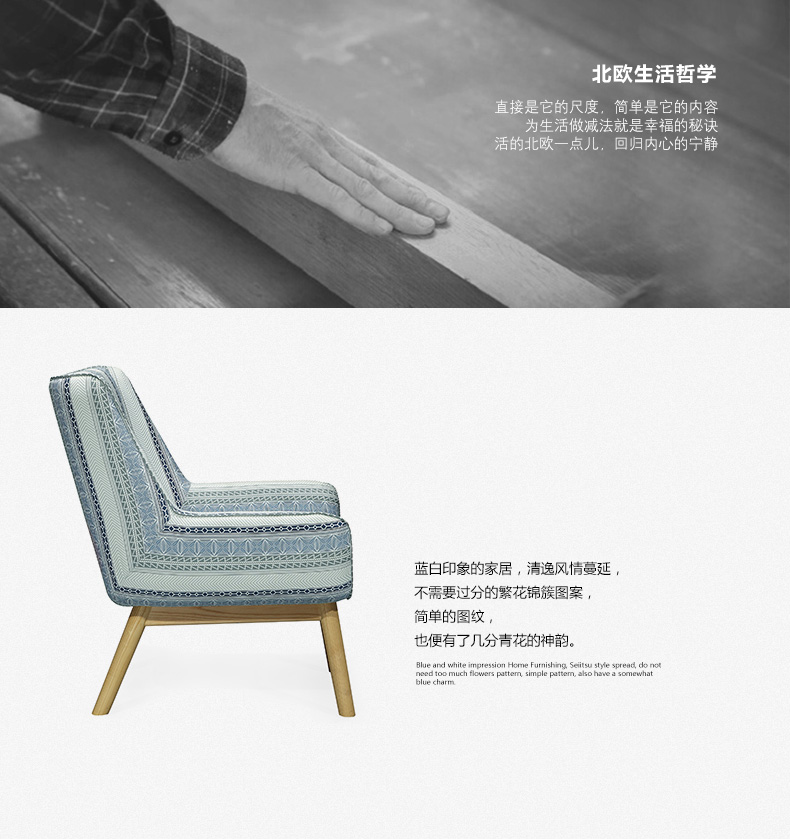 北欧生活哲学
直接是它的尺度，简单是它的内容
为生活做减法就是幸福的秘诀
活的北欧一点儿，回归内心的宁静
蓝白印象的家居，清逸风情蔓延，
不需要过分的繁花锦簇图案，
简单的图纹，
也便有了几分青花的神韵。
Blue and white impression Home Furnishing, Seiitsu style spread, do not
need too much flowers pattern, simple pattern, also have a somewhat
blue charm.